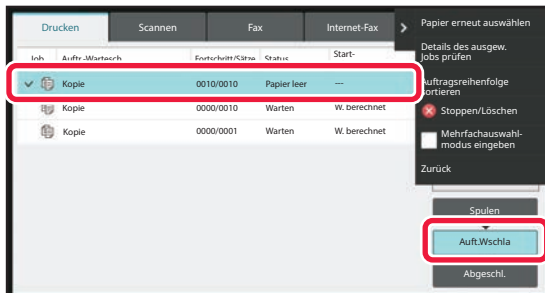 Drucken
Scannen
Fax
Internet-Fax
Job
Auftr-Wartesch
Fortschritt/Sätze
Status
Start-
Kopie
0010/0010
Papier leer
---
Kopie
0000/0010
Warten
W. berechnet
Kopie
0000/0001
Warten
W. berechnet
Papier erneut auswählen
Details des ausgew.
Jobs prüfen
Auftragsreihenfolge
sortieren
Stoppen/Löschen
Mehrfachauswahl-
modus eingeben
Zurück
Spulen
Auft.Wschla
Abgeschl.